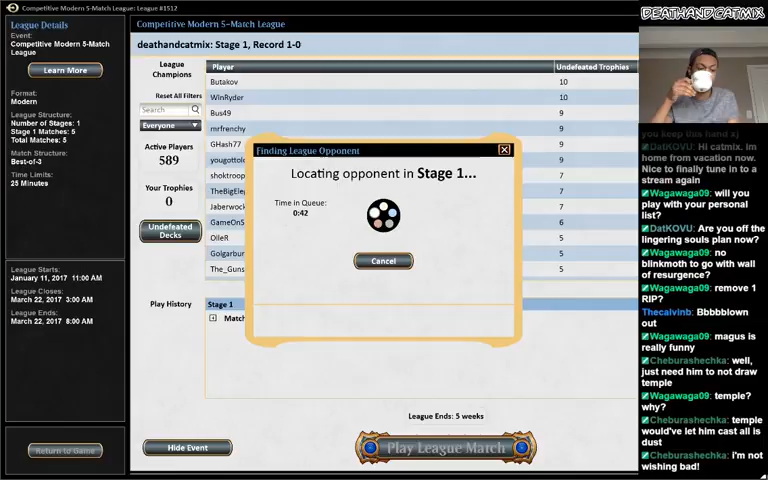 Competitive Modern 5-Match League: League #1512
DEATHANDCATMIX
League Details
Event:
Competitive Modern 5-Match
League
Learn More
Format:
Modern
League Structure:
Number of Stages: 1
Stage 1 Matches: 5
Total Matches: 5
Match Structure:
Best-of-3
Time Limits:
25 Minutes
League Starts:
January 11, 2017 11:00 AM
League Closes:
March 22, 2017 3:00 AM
League Ends:
March 22, 2017 8:00 AM
Return to Game
Competitive Modern 5-Match League
deathandcatmix: Stage 1, Record 1-0
League
Champions
Reset All Filters
Search
Everyone
Active Players
589
Your Trophies
0
Undefeated
Decks
Player Undefeated Trophies
Butakov 10
WinRyder 10
Bus49 9
mrfrenchy 9
GHash77 9
yougottolo 9
shoktroop 7
TheBigEle 7
Jaberwock 7
GameOnS 6
OlleR 5
Golgarbur 5
The_Guns 5
Finding League Opponent
Locating opponent in Stage 1...
Time in Queue:
0:42
Cancel
Play History
Stage 1
Match
League Ends: 5 weeks
Hide Event
Play League Match
you keep this hand xj
DatKOVU: Hi catmix. Im
home from vacation now.
Nice to finally tune in to a
stream again
Wagawaga09: will you
play with your personal
list?
DatKOVU: Are you off the
lingering souls plan now?
Wagawaga09: no
blinkmoth to go with wall
of resurgence?
Wagawaga09: remove 1
RIP?
Thecalvinb: Bbbbblown
out
Wagawaga09: magus is
really funny
Cheburashechka: well,
just need him to not draw
temple
Wagawaga09: temple?
why?
Cheburashechka: temple
would've let him cast all is
dust
Cheburashechka: i'm not
wishing bad!